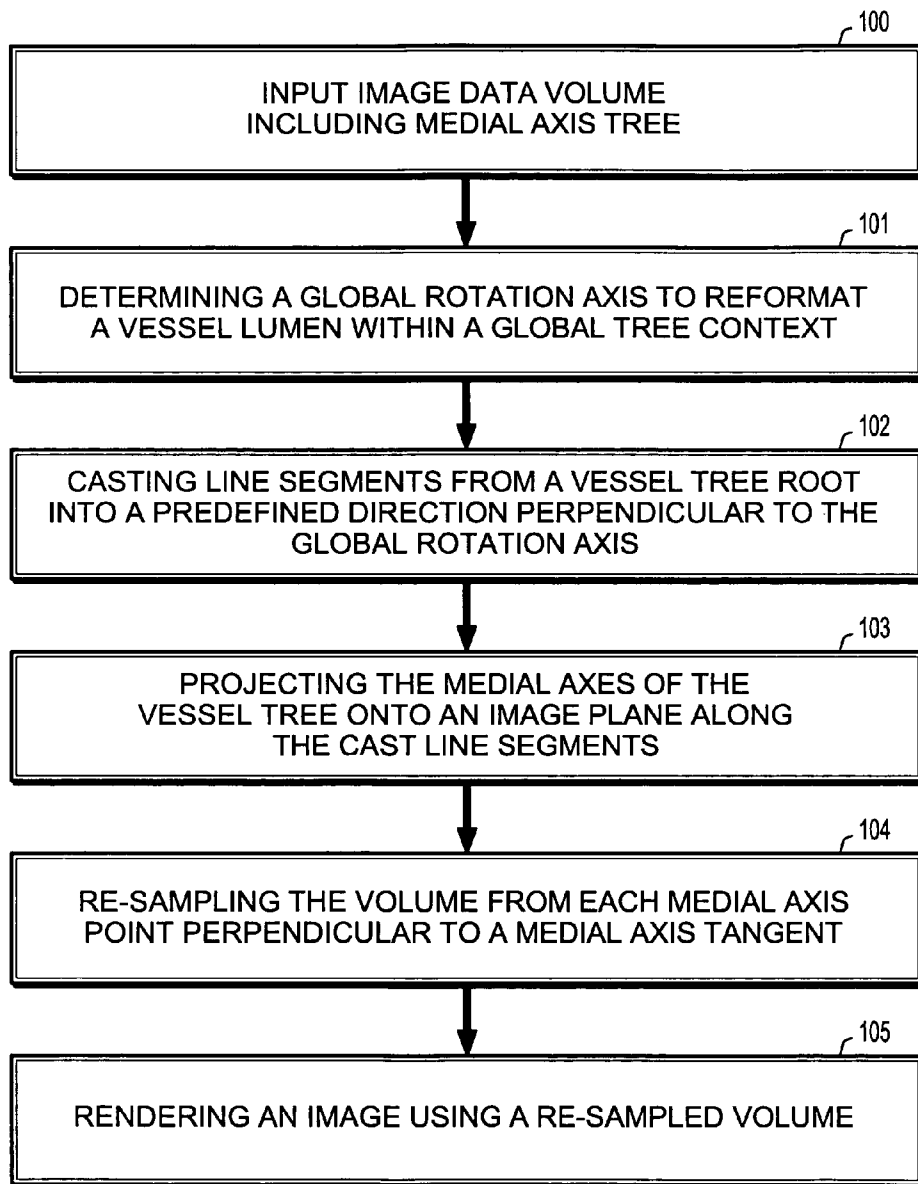 100
INPUT IMAGE DATA VOLUME
INCLUDING MEDIAL AXIS TREE
101
DETERMINING A GLOBAL ROTATION AXIS TO REFORMAT
A VESSEL LUMEN WITHIN A GLOBAL TREE CONTEXT
102
CASTING LINE SEGMENTS FROM A VESSEL TREE ROOT
INTO A PREDEFINED DIRECTION PERPENDICULAR TO THE
GLOBAL ROTATION AXIS
103
PROJECTING THE MEDIAL AXES OF THE
VESSEL TREE ONTO AN IMAGE PLANE ALONG
THE CAST LINE SEGMENTS
104
RE-SAMPLING THE VOLUME FROM EACH MEDIAL AXIS
POINT PERPENDICULAR TO A MEDIAL AXIS TANGENT
105
RENDERING AN IMAGE USING A RE-SAMPLED VOLUME